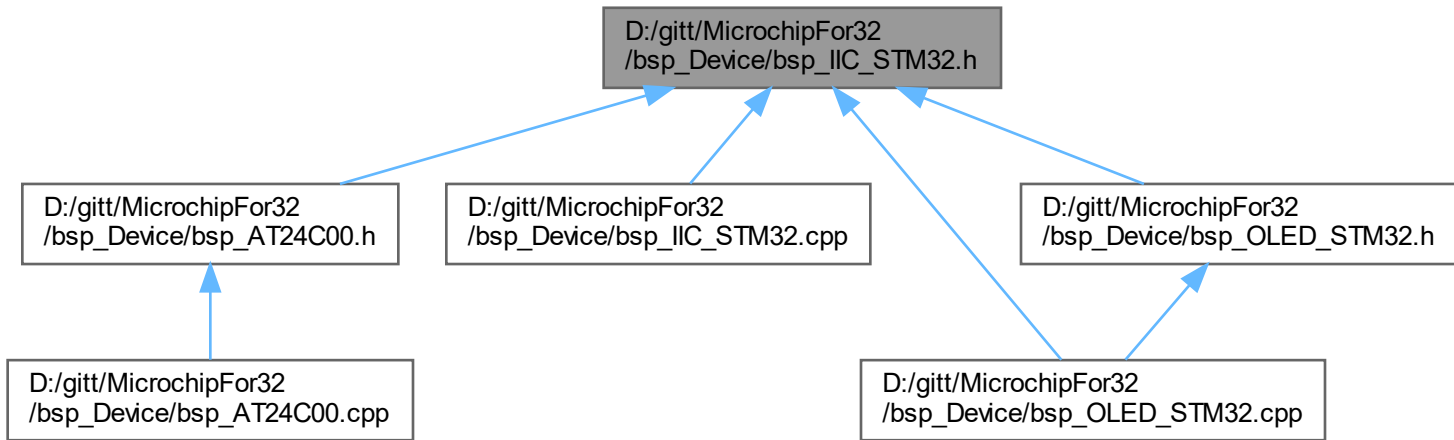 D:/gitt/MicrochipFor32
/bsp_Device/bsp_IIC_STM32.h
D:/gitt/MicrochipFor32
/bsp_Device/bsp_AT24C00.h
D:/gitt/MicrochipFor32
/bsp_Device/bsp_IIC_STM32.cpp
D:/gitt/MicrochipFor32
/bsp_Device/bsp_OLED_STM32.h
D:/gitt/MicrochipFor32
/bsp_Device/bsp_AT24C00.cpp
D:/gitt/MicrochipFor32
/bsp_Device/bsp_OLED_STM32.cpp